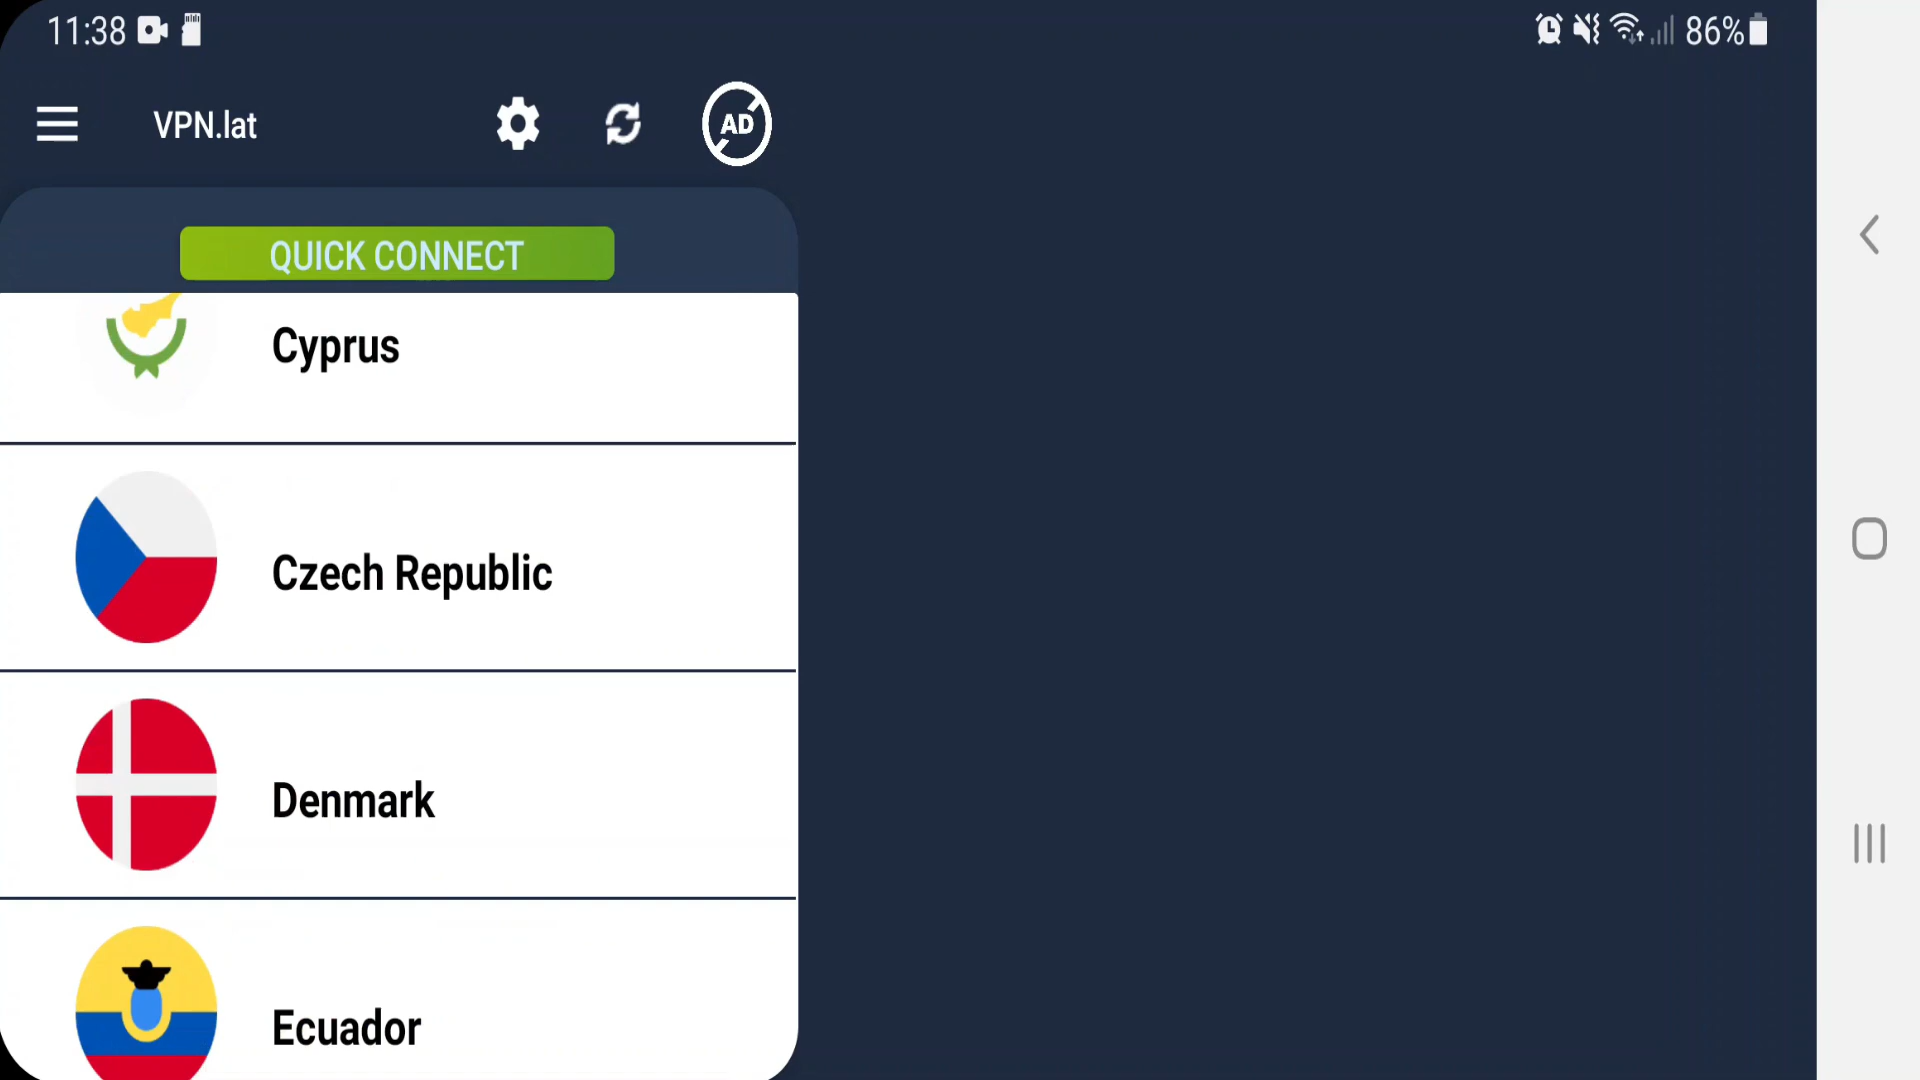 11:38
86%
VPN.lat
AD
QUICK CONNECT
Cyprus
Czech Republic
Denmark
Ecuador